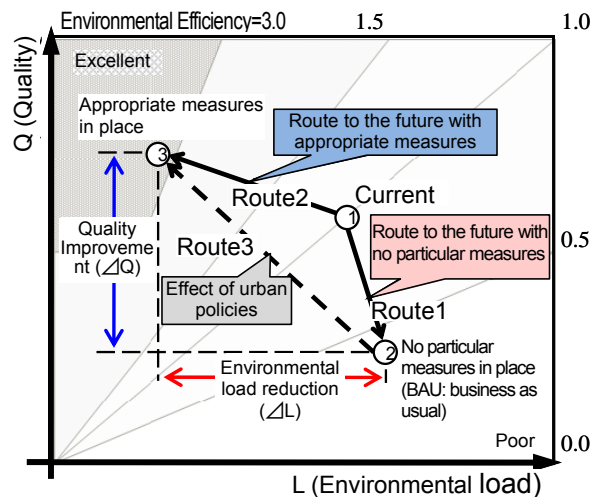 Environmental Efficiency=3.0
1.5
1.0
Excellent
Q (Quality)
Appropriate measures
in place
Route to the future with
appropriate measures
3
Route2
Current
1
Route to the future with
no particular measures
0.5
Quality
Improveme
nt (⊿Q)
Route3
Effect of urban
policies
Route1
2
No particular
measures in place
(BAU: business as
usual)
Environmental
load reduction
(⊿L)
Poor
0.0
L (Environmental load)